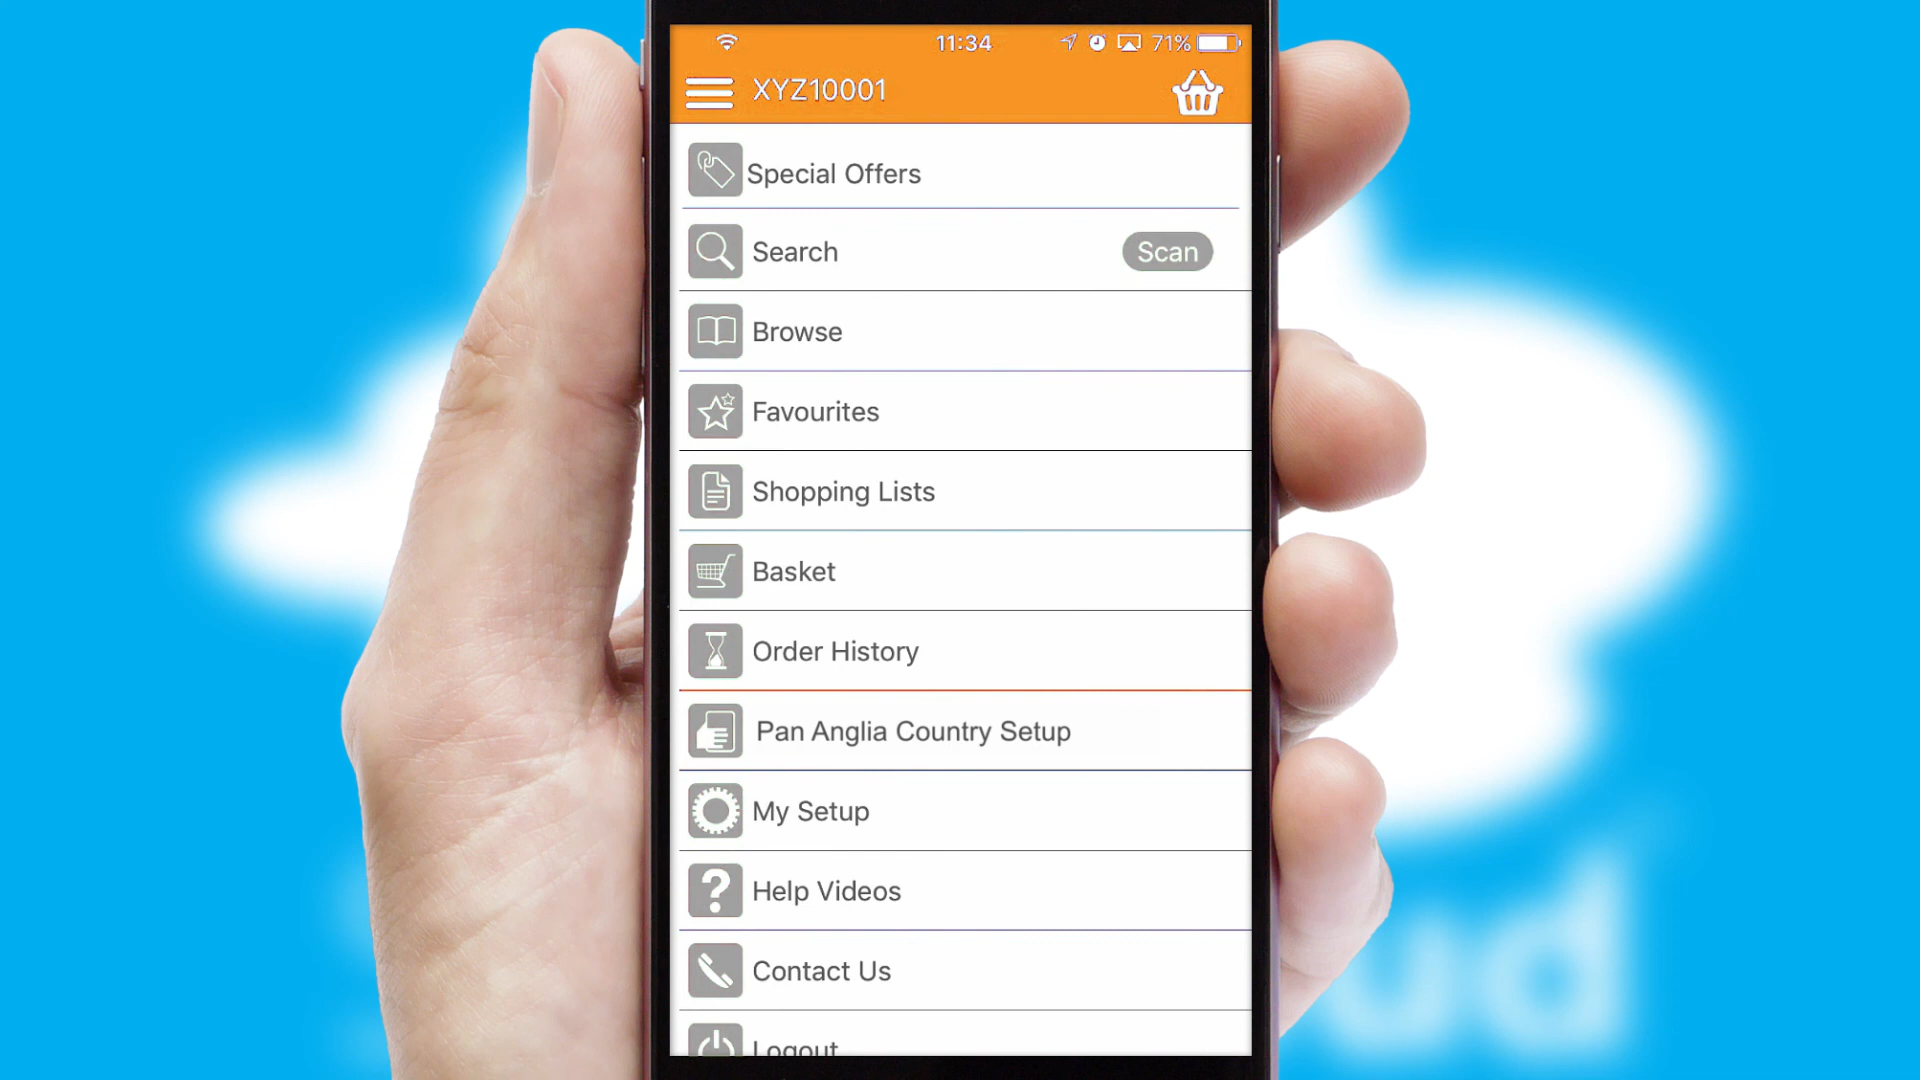 11:34
71%
XYZ10001
Special Offers
Search
Scan
Browse
Favourites
Shopping Lists
Basket
Order History
Pan Anglia Country Setup
My Setup
Help Videos
Contact Us
Logout
ud